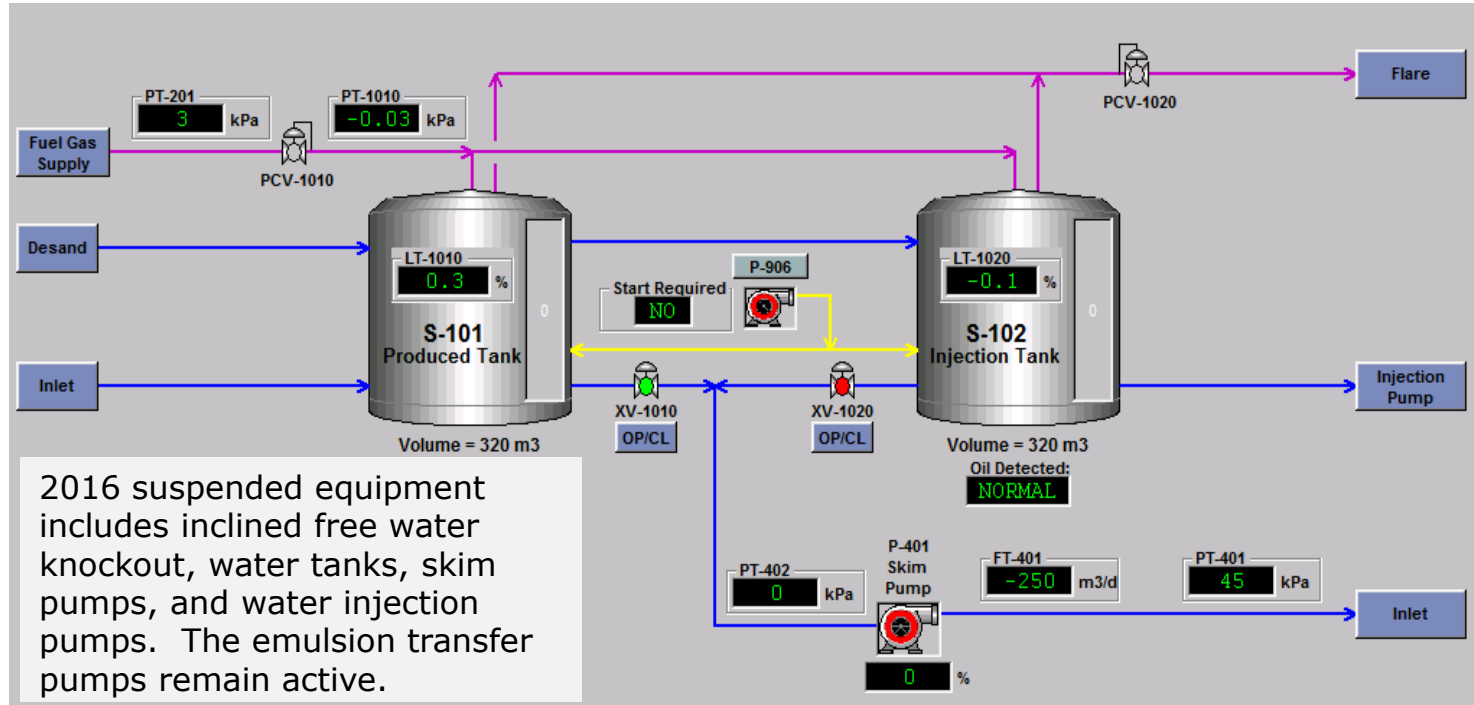 Flare
PCV-1020
PT-201
3 kPa
PT-1010
-0.03 kPa
Fuel Gas
Supply
PCV-1010
Desand
LT-1010
0.3 %
S-101
Produced Tank
0
Start Required
NO
P-906
LT-1020
-0.1 %
S-102
Injection Tank
0
Inlet
XV-1010
OP/CL
XV-1020
OP/CL
Injection
Pump
Volume = 320 m3
Volume = 320 m3
Oil Detected:
NORMAL
2016 suspended equipment
includes inclined free water
knockout, water tanks, skim
pumps, and water injection
pumps. The emulsion transfer
pumps remain active.
PT-402
0 kPa
P-401
Skim
Pump
0 %
FT-401
-250 m3/d
PT-401
45 kPa
Inlet